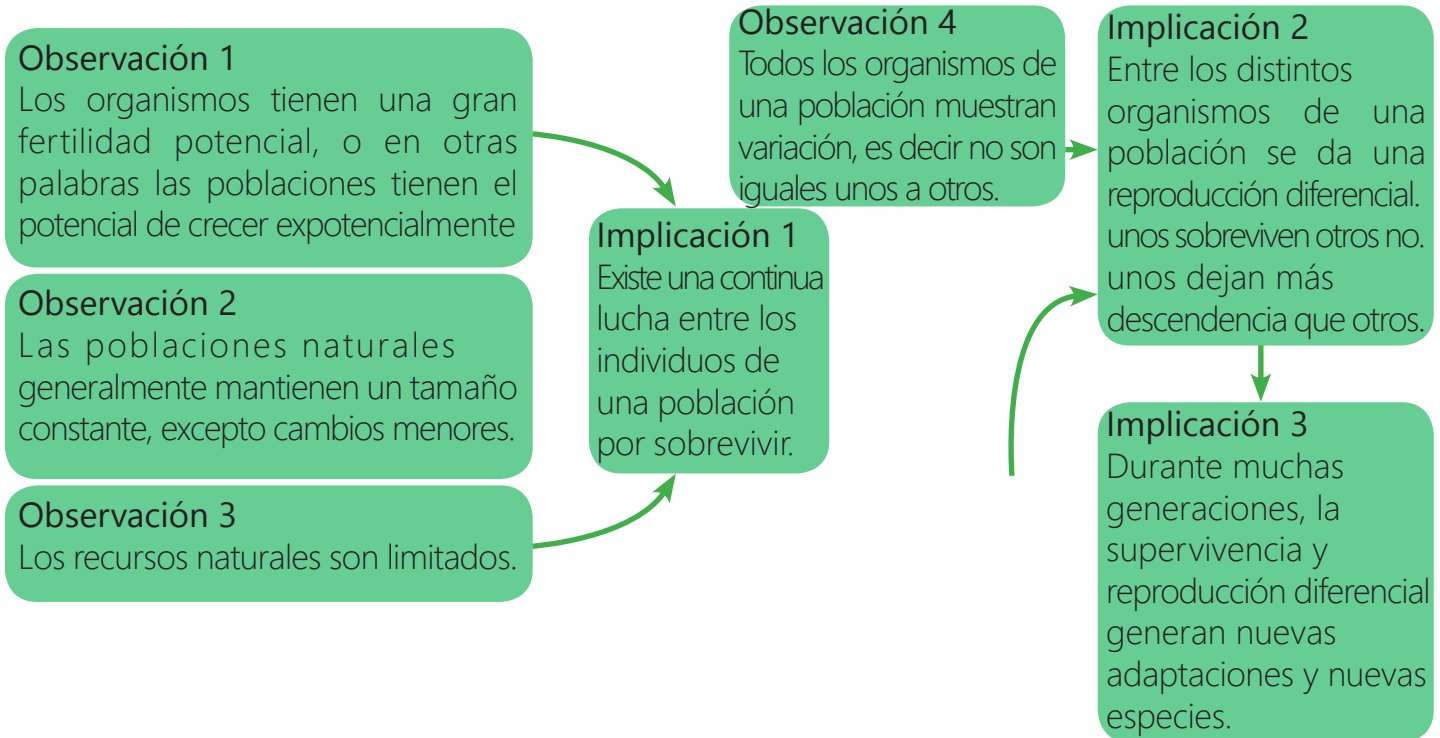 Observación 1
Los organismos tienen una gran
fertilidad potencial, o en otras
palabras las poblaciones tienen el
potencial de crecer expotencialmente
Observación 2
Las poblaciones naturales
generalmente mantienen un tamaño
constante, excepto cambios menores.
Observación 3
Los recursos naturales son limitados.
Implicación 1
Existe una continua
lucha entre los
individuos de
una población
por sobrevivir.
Observación 4
Todos los organismos de
una población muestran
variación, es decir no son
iguales unos a otros.
Implicación 2
Entre los distintos
organismos de una
población se da una
reproducción diferencial.
unos sobreviven otros no.
unos dejan más
descendencia que otros.
Implicación 3
Durante muchas
generaciones, la
supervivencia y
reproducción diferencial
generan nuevas
adaptaciones y nuevas
especies.